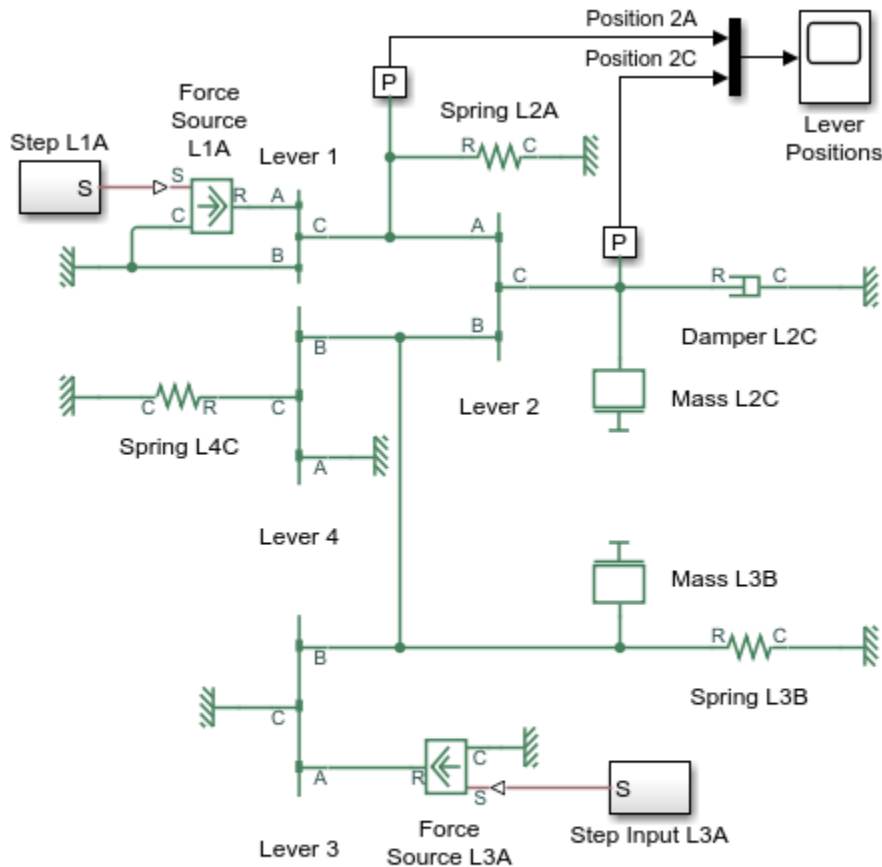 Position 2A
Position 2C
P
Force
Source
L1A
Spring L2A
Lever
Positions
Step L1A
Lever 1
R
C
S
S
R
A
C
C
A
P
B
C
R
C
B
B
Damper L2C
C
R
C
Lever 2
Mass L2C
Spring L4C
A
Lever 4
Mass L3B
B
R
C
C
Spring L3B
A
R
C
S
S
Lever 3
Force
Source L3A
Step Input L3A